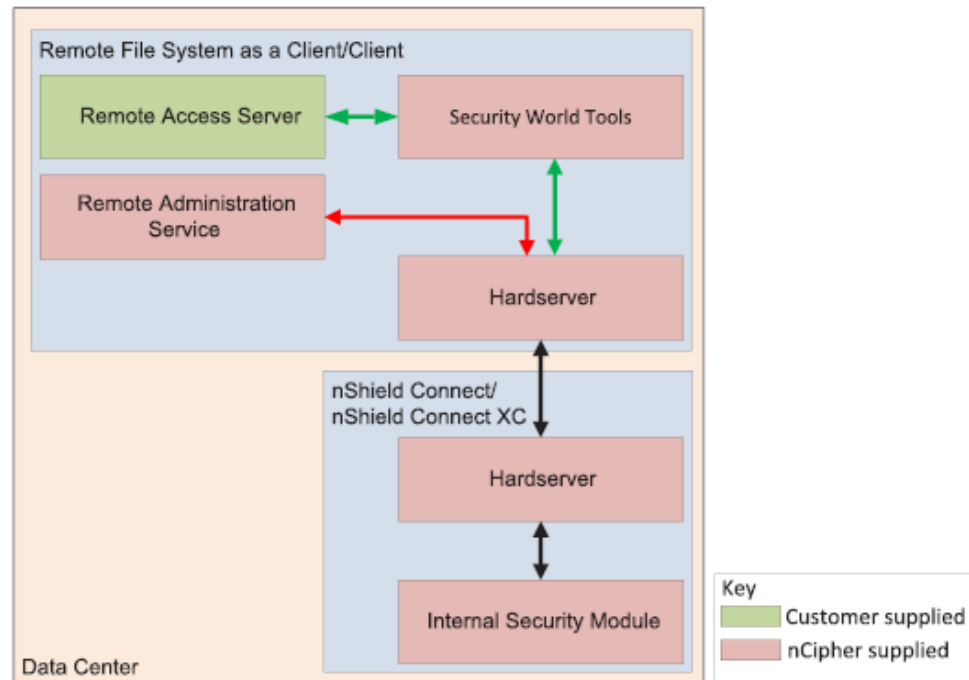 Remote File System as a Client/Client
Remote Access Server
Security World Tools
Remote Administration
Service
Hardserver
nShield Connect/
nShield Connect XC
Hardserver
Internal Security Module
Data Center
Key
Customer supplied
nCipher supplied